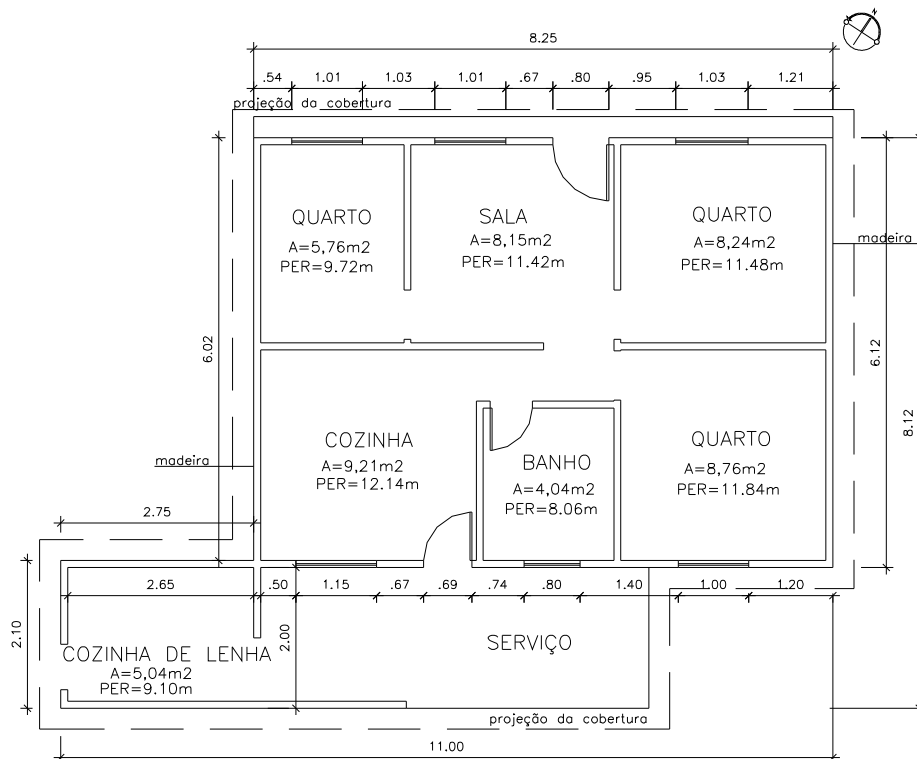 N
8.25
.54 1.01 1.03 1.01 .67 .80 .95 1.03 1.21
projeção da cobertura
QUARTO
A=5,76m2
PER=9.72m
SALA
A=8,15m2
PER=11.42m
QUARTO
A=8,24m2
PER=11.48m
madeira
6.02
6.12
8.12
COZINHA
A=9,21m2
PER=12.14m
BANHO
A=4,04m2
PER=8.06m
QUARTO
A=8,76m2
PER=11.84m
madeira
2.75
2.65 .50 1.15 .67 .69 .74 .80 1.40 1.00 1.20
2.10
2.00
COZINHA DE LENHA
A=5,04m2
PER=9.10m
SERVIÇO
projeção da cobertura
11.00